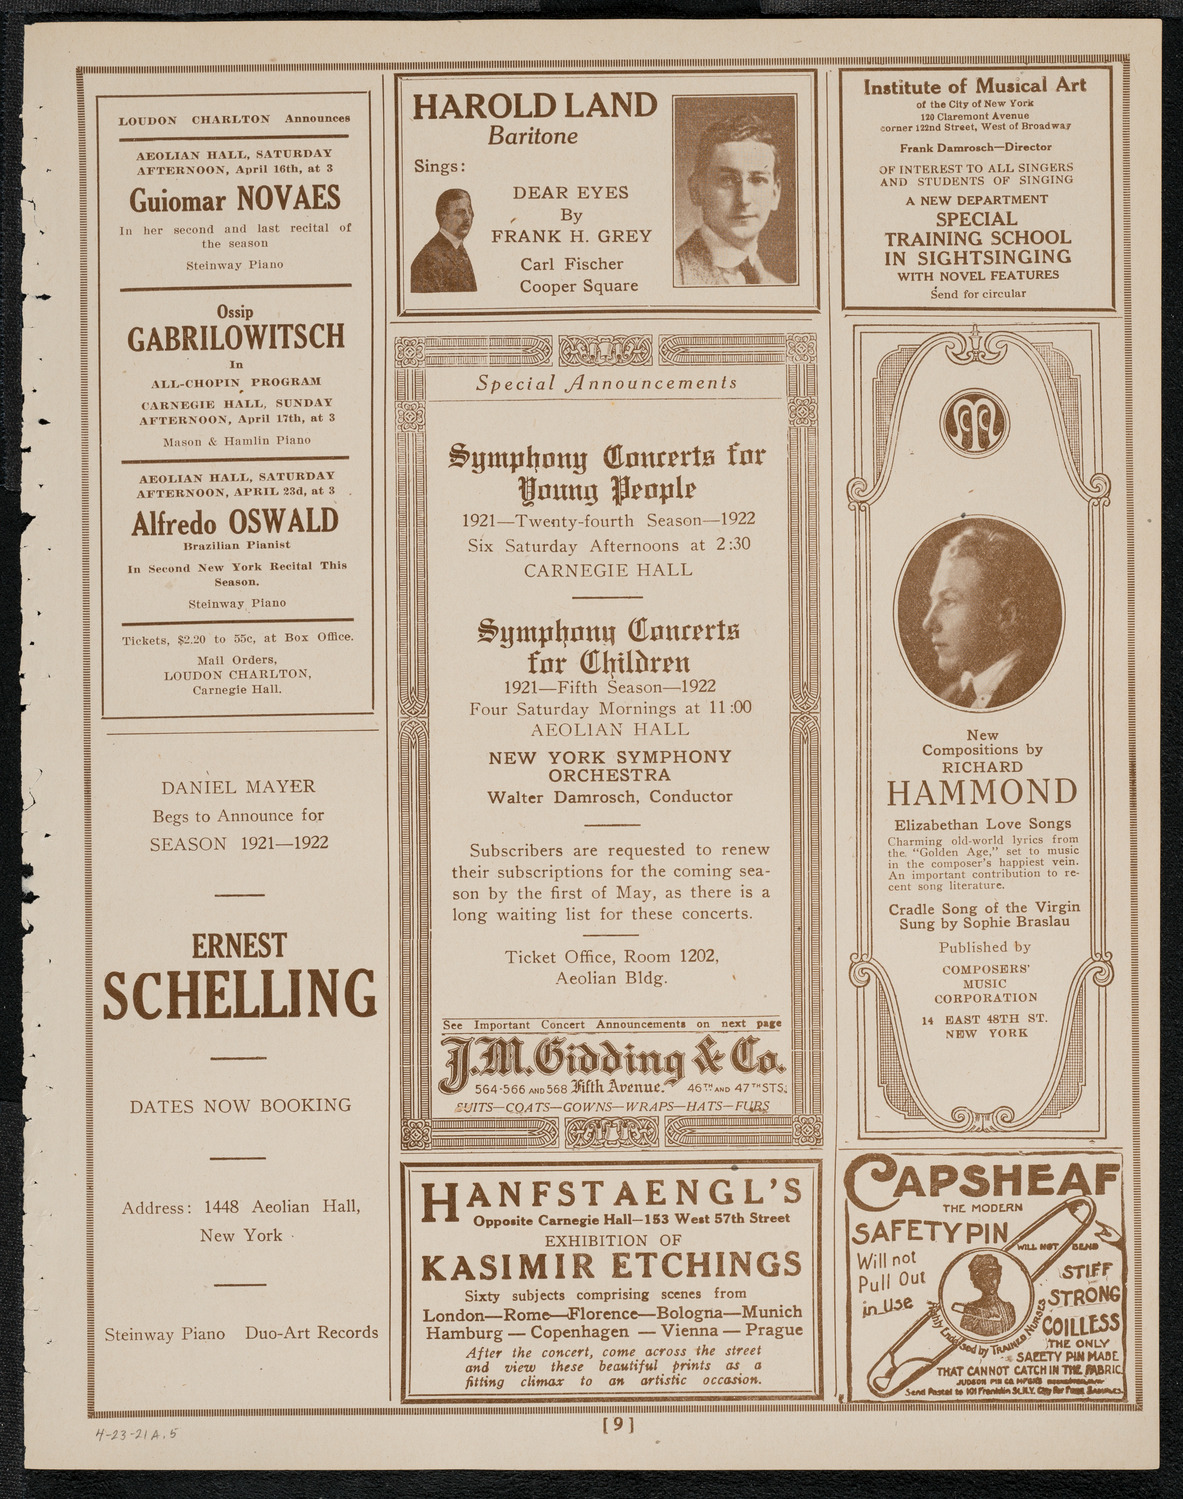 LOUDON CHARLTON Announces
AEOLIAN HALL, SATURDAY
AFTERNOON, April 16th, at 3
Guiomar NOVAES
In her second and last recital of
the season
Steinway Piano
Ossip
GABRILOWITSCH
In
ALL-CHOPIN PROGRAM
CARNEGIE HALL, SUNDAY
AFTERNOON, April 17th, at 3
Mason & Hamlin Piano
AEOLIAN HALL, SATURDAY
AFTERNOON, APRIL 23d, at 3
Alfredo OSWALD
Brazilian Pianist
In Second New York Recital This
Season.
Steinway Piano
Tickets, $2.20 to 55c, at Box Office.
Mail Orders,
LOUDON CHARLTON,
Carnegie Hall.
DANIEL MAYER
Begs to Announce for
SEASON 1921—1922
ERNEST
SCHELLING
DATES NOW BOOKING
Address: 1448 Aeolian Hall,
New York
Steinway Piano Duo-Art Records
HAROLD LAND
Baritone
Sings:
DEAR EYES
By
FRANK H. GREY
Carl Fischer
Cooper Square
Special Announcements
Symphony Concerts for
Young People
1921—Twenty-fourth Season—1922
Six Saturday Afternoons at 2:30
CARNEGIE HALL
Symphony Concerts
for Children
1921—Fifth Season—1922
Four Saturday Mornings at 11:00
AEOLIAN HALL
NEW YORK SYMPHONY
ORCHESTRA
Walter Damrosch, Conductor
Subscribers are requested to renew
their subscriptions for the coming sea-
son by the first of May, as there is a
long waiting list for these concerts.
Ticket Office, Room 1202,
Aeolian Bldg.
See Important Concert Announcements on next page
J.M. Gidding & Co.
564-566 AND 568 Fifth Avenue. 46TH AND 47TH STS.
SUITS—COATS—GOWNS—WRAPS—HATS—FURS
HANFSTAENGL'S
Opposite Carnegie Hall—153 West 57th Street
EXHIBITION OF
KASIMIR ETCHINGS
Sixty subjects comprising scenes from
London—Rome—Florence—Bologna—Munich
Hamburg — Copenhagen — Vienna — Prague
After the concert, come across the street
and view these beautiful prints as a
fitting climax to an artistic occasion.
Institute of Musical Art
of the City of New York
120 Claremont Avenue
corner 122nd Street, West of Broadway
Frank Damrosch—Director
OF INTEREST TO ALL SINGERS
AND STUDENTS OF SINGING
A NEW DEPARTMENT
SPECIAL
TRAINING SCHOOL
IN SIGHTSINGING
WITH NOVEL FEATURES
Send for circular
M
New
Compositions by
RICHARD
HAMMOND
Elizabethan Love Songs
Charming old-world lyrics from
the "Golden Age," set to music
in the composer's happiest vein.
An important contribution to re-
cent song literature.
Cradle Song of the Virgin
Sung by Sophie Braslau
Published by
COMPOSERS'
MUSIC
CORPORATION
14 EAST 48TH ST.
NEW YORK
CAPSHEAF
THE MODERN
SAFETY PIN
WILL NOT BEND
Will not
Pull Out
in Use
STIFF
STRONG
COILLESS
Highly Endorsed by TRAINED NURSES
THE ONLY
SAFETY PIN MADE
THAT CANNOT CATCH IN THE FABRIC
JUDSON PIN CO. MFGRS
Send Postal to 101 Franklin St. N.Y. City for Free Samples
[9]
4-23-21A.5